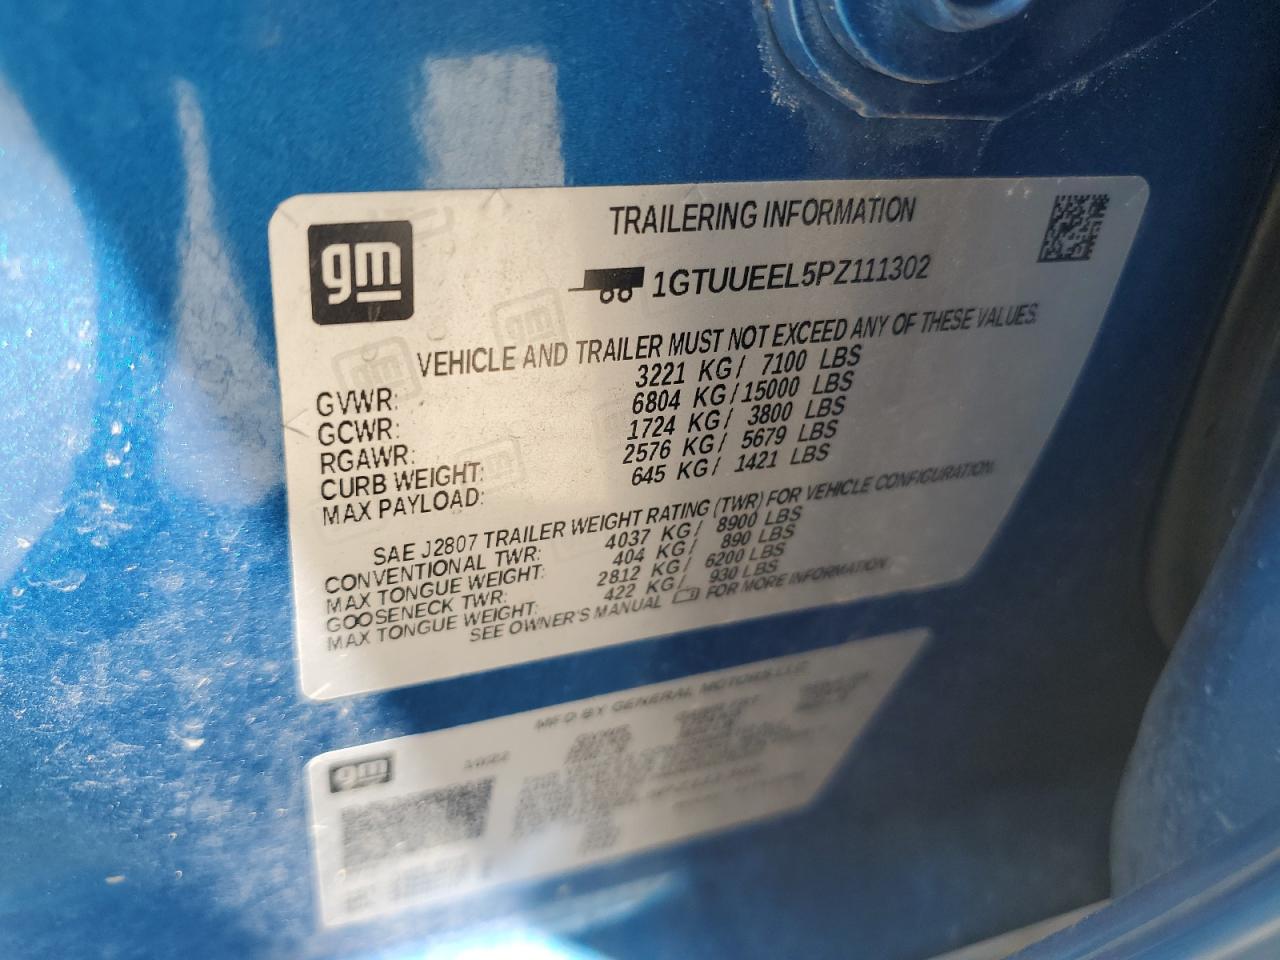 gm
TRAILERING INFORMATION
1GTUUEEL5PZ111302
VEHICLE AND TRAILER MUST NOT EXCEED ANY OF THESE VALUES.
GVWR: 3221 KG/ 7100 LBS
GCWR: 6804 KG/15000 LBS
RGAWR: 1724 KG/ 3800 LBS
CURB WEIGHT: 2576 KG/ 5679 LBS
MAX PAYLOAD: 645 KG/ 1421 LBS
SAE J2807 TRAILER WEIGHT RATING (TWR) FOR VEHICLE CONFIGURATION
CONVENTIONAL TWR: 4037 KG/ 8900 LBS
MAX TONGUE WEIGHT: 404 KG/ 890 LBS
GOOSENECK TWR: 2812 KG/ 6200 LBS
MAX TONGUE WEIGHT: 422 KG/ 930 LBS
SEE OWNER'S MANUAL FOR MORE INFORMATION
MFD BY GENERAL MOTORS LLC
gm